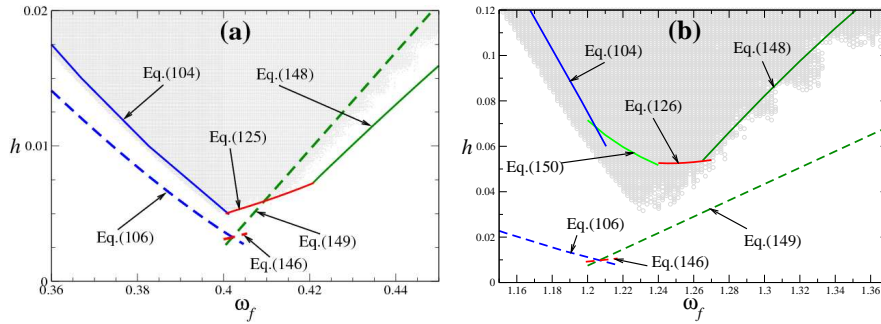 0.02
(a)
Eq.(104)
Eq.(148)
0.01
h
Eq.(125)
Eq.(106)
Eq.(149)
Eq.(146)
0
0.36
0.38
0.4
0.42
0.44
ω_f
0.12
(b)
Eq.(104)
Eq.(148)
0.1
0.08
Eq.(126)
0.06
h
Eq.(150)
0.04
Eq.(106)
Eq.(149)
0.02
Eq.(146)
0
1.16
1.18
1.2
1.22
1.24
1.26
1.28
1.3
1.32
1.34
1.36
ω_f